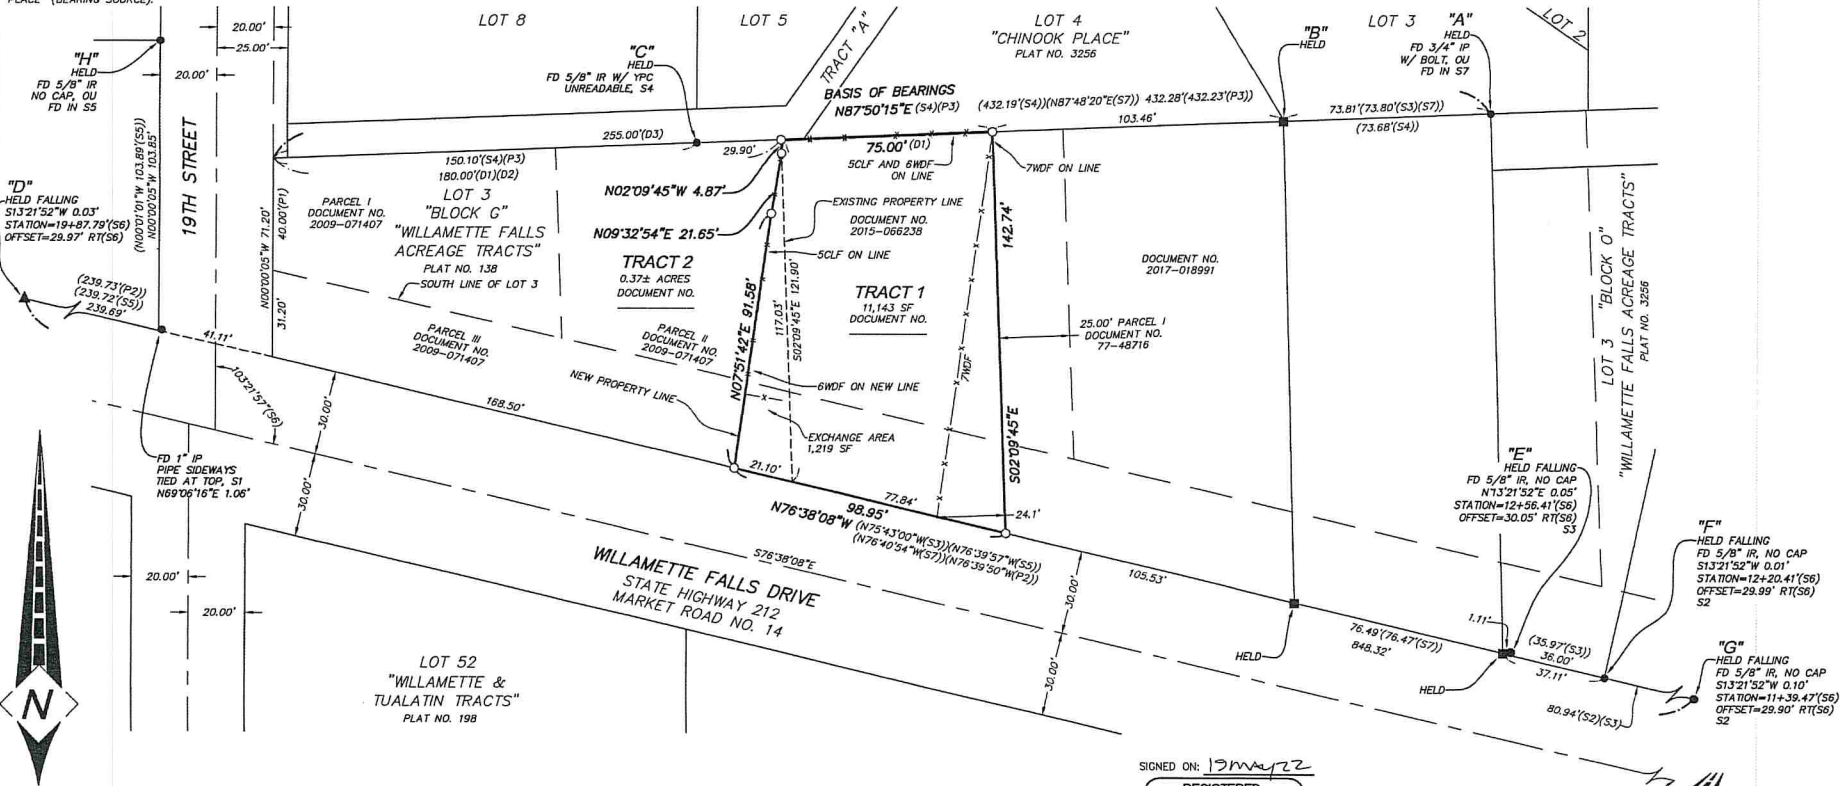 PLACE" (BEARING SOURCE).
20.00'
25.00'
20.00'
"H"
HELD
FD 5/8" IR
NO CAP, OU
FD IN S5
LOT 8
LOT 5
TRACT "A"
LOT 4
"CHINOOK PLACE"
PLAT NO. 3256
LOT 3
LOT 2
"A"
HELD
FD 3/4" IP
W/ BOLT, OU
FD IN S7
"B"
HELD
"C"
HELD
FD 5/8" IR W/ YPC
UNREADABLE, S4
BASIS OF BEARINGS
N87°50'15"E (S4)(P3)
(432.19'(S4))(N87°48'20"E(S7)) 432.28'(432.23'(P3))
103.46'
73.81'(73.80'(S3)(S7))
(73.68'(S4))
255.00'(D3)
29.90'
75.00'(D1)
5CLF AND 6WDF
ON LINE
7WDF ON LINE
150.10'(S4)(P3)
180.00'(D1)(D2)
"D"
HELD FALLING
S13°21'52"W 0.03'
STATION=19+87.79'(S6)
OFFSET=29.97' RT(S6)
(N00°01'01"W 103.89'(S5))
N00°00'05"W 103.85'
19TH STREET
N00°00'05"W 71.20'
40.00'(P1)
31.20'
PARCEL I
DOCUMENT NO.
2009-071407
LOT 3
"BLOCK G"
"WILLAMETTE FALLS
ACREAGE TRACTS"
PLAT NO. 138
SOUTH LINE OF LOT 3
N02°09'45"W 4.87'
N09°32'54"E 21.65'
TRACT 2
0.37± ACRES
DOCUMENT NO.
EXISTING PROPERTY LINE
DOCUMENT NO.
2015-066238
5CLF ON LINE
N07°51'42"E 91.58'
117.03'
S02°09'45"E 121.90'
TRACT 1
11,143 SF
DOCUMENT NO.
142.74'
S02°09'45"E
7WDF
DOCUMENT NO.
2017-018991
25.00' PARCEL I
DOCUMENT NO.
77-48716
LOT 3 "BLOCK O"
"WILLAMETTE FALLS ACREAGE TRACTS"
PLAT NO. 3256
(239.73'(P2))
(239.72'(S5))
239.69'
41.11'
103°21'57"(S6)
PARCEL III
DOCUMENT NO.
2009-071407
PARCEL II
DOCUMENT NO.
2009-071407
NEW PROPERTY LINE
6WDF ON NEW LINE
EXCHANGE AREA
1,219 SF
168.50'
30.00'
30.00'
FD 1" IP
PIPE SIDEWAYS
TIED AT TOP, S1
N69°06'16"E 1.06'
21.10'
77.84'
98.95'
24.1'
N76°38'08"W (N75°43'00"W(S3))(N76°39'57"W(S5))
(N76°40'54"W(S7))(N76°39'50"W(P2))
S76°38'08"E
WILLAMETTE FALLS DRIVE
STATE HIGHWAY 212
MARKET ROAD NO. 14
20.00'
20.00'
LOT 52
"WILLAMETTE &
TUALATIN TRACTS"
PLAT NO. 198
30.00'
30.00'
105.53'
HELD
76.49'(76.47'(S7))
848.32'
HELD
1.11'
(35.97'(S3))
36.00'
37.11'
80.94'(S2)(S3)
"E"
HELD FALLING
FD 5/8" IR, NO CAP
N13°21'52"E 0.05'
STATION=12+56.41'(S6)
OFFSET=30.05' RT(S6)
S3
"F"
HELD FALLING
FD 5/8" IR, NO CAP
S13°21'52"W 0.01'
STATION=12+20.41'(S6)
OFFSET=29.99' RT(S6)
S2
"G"
HELD FALLING
FD 5/8" IR, NO CAP
S13°21'52"W 0.10'
STATION=11+39.47'(S6)
OFFSET=29.90' RT(S6)
S2
N
SIGNED ON: 19MAY22
REGISTERED